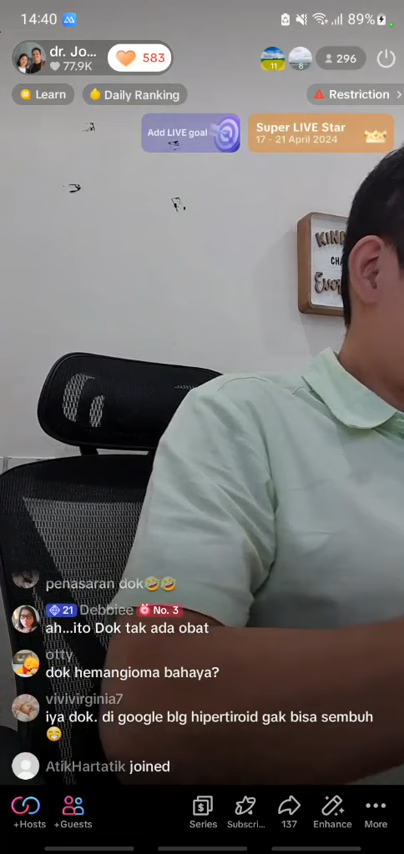 14:40
89%
dr. Jo...
77.9K
583
11
8
296
Learn
Daily Ranking
Restriction
Add LIVE goal
Super LIVE Star
17 - 21 April 2024
penasaran dok🤣🤣
21 Debbiee No. 3
ah...ito Dok tak ada obat
otty
dok hemangioma bahaya?
vivivirginia7
iya dok. di google blg hipertiroid gak bisa sembuh
😁
AtikHartatik joined
+Hosts
+Guests
Series
Subscri...
137
Enhance
More